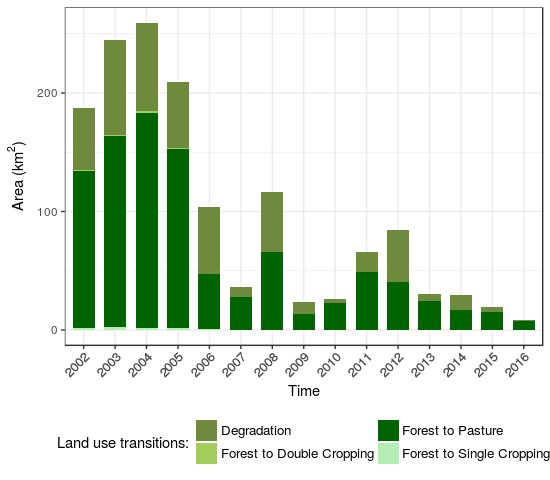 200
100
0
Area (km²)
2002 2003 2004 2005 2006 2007 2008 2009 2010 2011 2012 2013 2014 2015 2016
Time
Land use transitions:
Degradation
Forest to Pasture
Forest to Double Cropping
Forest to Single Cropping